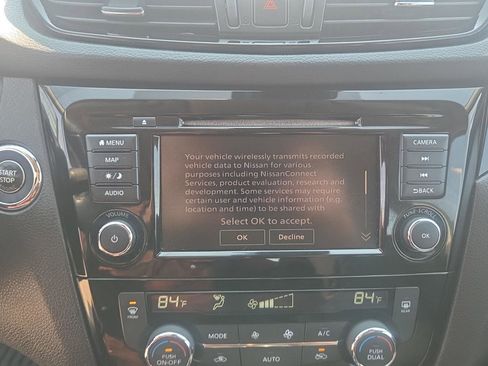 MENU
MAP
AUDIO
VOLUME
START
STOP
Your vehicle wirelessly transmits recorded
vehicle data to Nissan for various
purposes including NissanConnect
Services, product evaluation, research and
development. Some services may require
certain user and vehicle information (e.g.
location and time) to be shared with
Select OK to accept.
OK
Decline
CAMERA
BACK
TUNE·SCROLL
OK
FRONT
84°F
84°F
REAR
MODE
A/C
PUSH
ON·OFF
AUTO
PUSH
DUAL